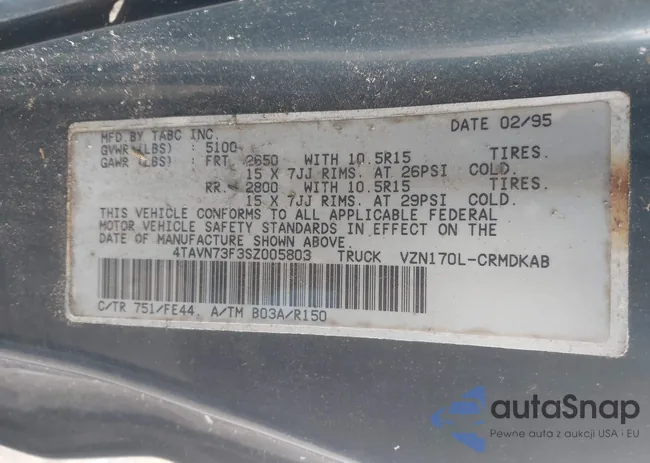 MFD BY TABC INC. DATE 02/95
GVWR (LBS) : 5100
GAWR (LBS) : FRT. 2650 WITH 10.5R15 TIRES.
15 X 7JJ RIMS. AT 26PSI COLD.
RR. 2800 WITH 10.5R15 TIRES.
15 X 7JJ RIMS. AT 29PSI COLD.
THIS VEHICLE CONFORMS TO ALL APPLICABLE FEDERAL
MOTOR VEHICLE SAFETY STANDARDS IN EFFECT ON THE
DATE OF MANUFACTURE SHOWN ABOVE.
4TAVN73F3SZ005803 TRUCK VZN170L-CRMDKAB
C/TR 751/FE44. A/TM B03A/R150
autaSnap
Pewne auta z aukcji USA i EU